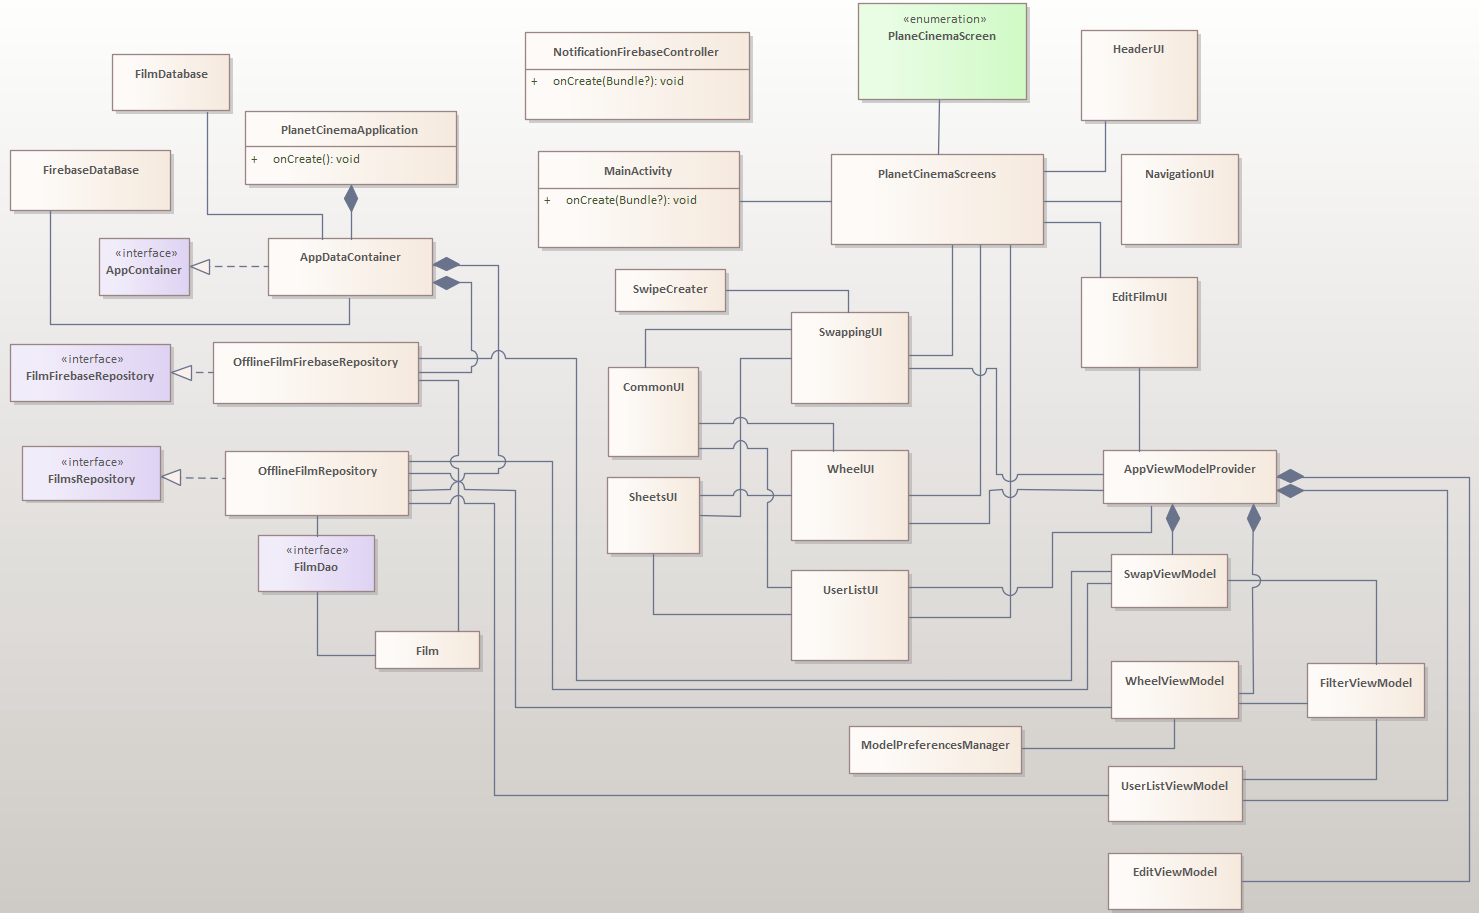 «enumeration»
PlaneCinemaScreen
HeaderUI
NotificationFirebaseController
+ onCreate(Bundle?): void
FilmDatabase
PlanetCinemaApplication
+ onCreate(): void
FirebaseDataBase
MainActivity
+ onCreate(Bundle?): void
PlanetCinemaScreens
NavigationUI
«interface»
AppContainer
AppDataContainer
SwipeCreater
EditFilmUI
SwappingUI
«interface»
FilmFirebaseRepository
OfflineFilmFirebaseRepository
CommonUI
«interface»
FilmsRepository
OfflineFilmRepository
WheelUI
AppViewModelProvider
SheetsUI
«interface»
FilmDao
SwapViewModel
UserListUI
Film
WheelViewModel
FilterViewModel
ModelPreferencesManager
UserListViewModel
EditViewModel